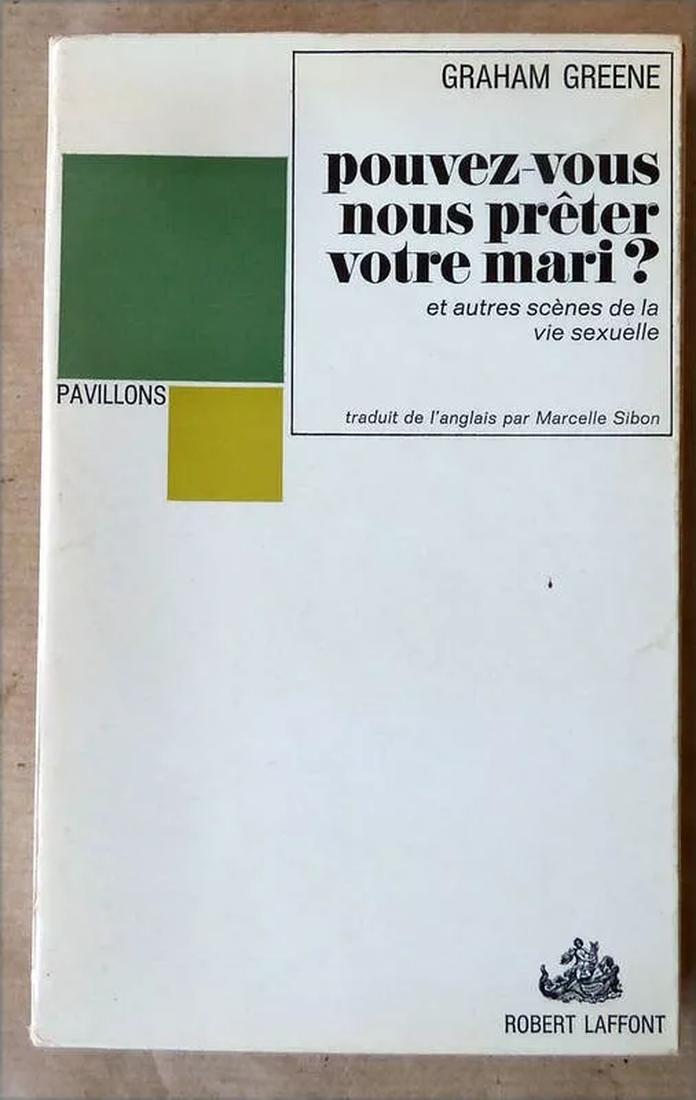 GRAHAM GREENE
pouvez-vous
nous prêter
votre mari ?
et autres scènes de la
vie sexuelle
PAVILLONS
traduit de l'anglais par Marcelle Sibon
ROBERT LAFFONT